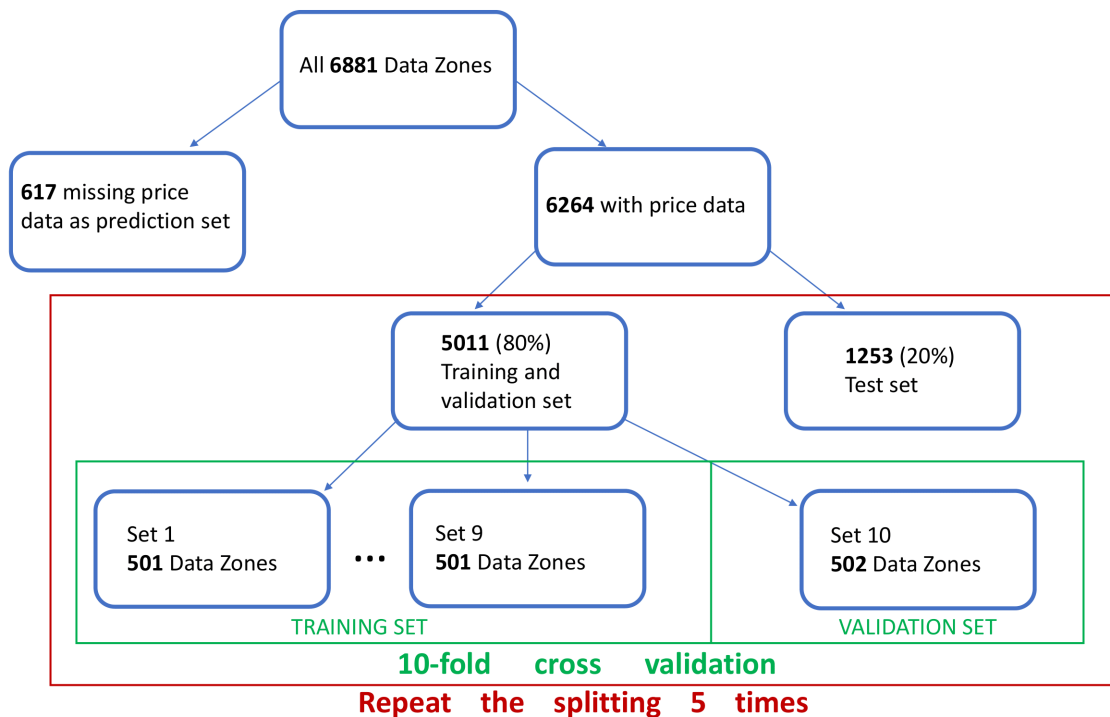 All 6881 Data Zones
617 missing price
data as prediction set
6264 with price data
5011 (80%)
Training and
validation set
1253 (20%)
Test set
Set 1
501 Data Zones
...
Set 9
501 Data Zones
Set 10
502 Data Zones
TRAINING SET
VALIDATION SET
10-fold cross validation
Repeat the splitting 5 times